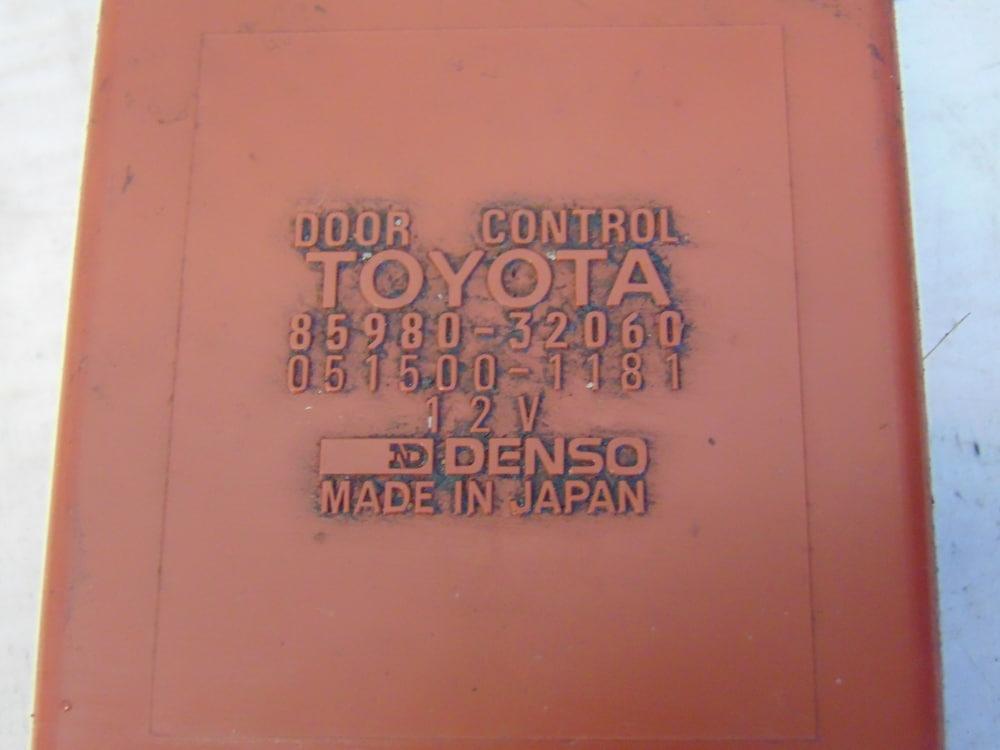 DOOR CONTROL
TOYOTA
85980-32060
051500-1181
12V
ND DENSO
MADE IN JAPAN